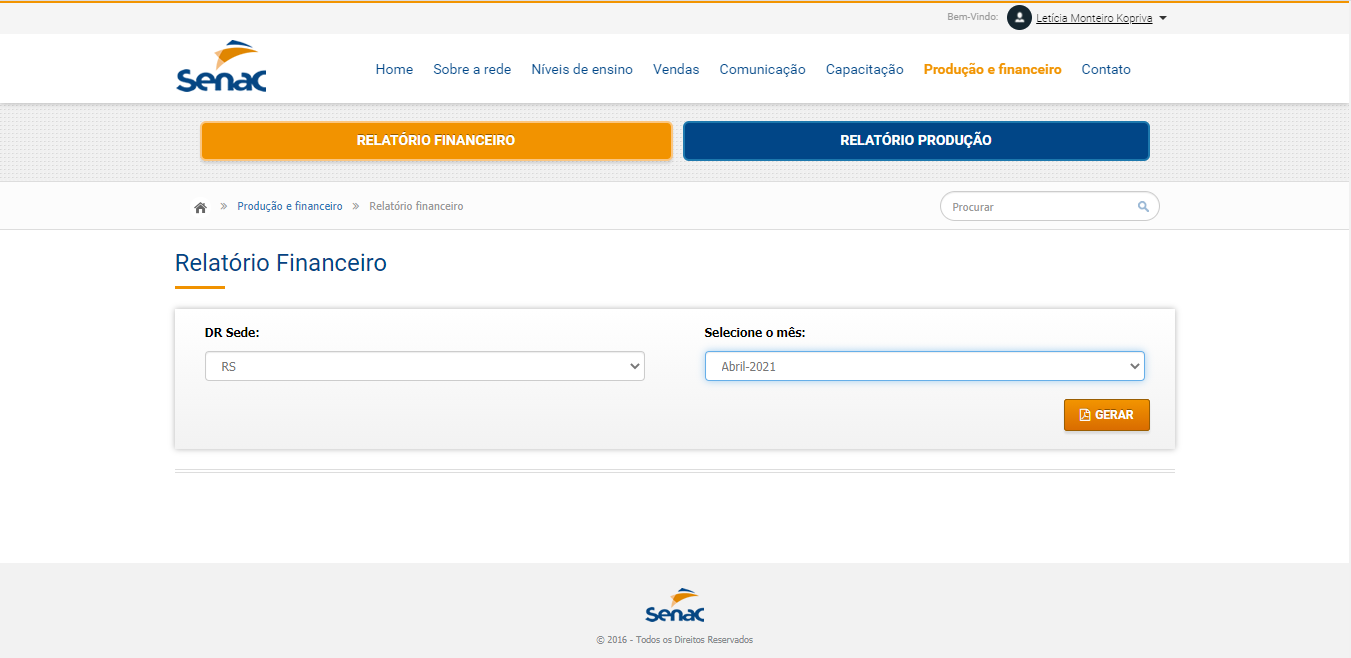 Bem-Vindo: Letícia Monteiro Kopriva
Senac
Home Sobre a rede Níveis de ensino Vendas Comunicação Capacitação Produção e financeiro Contato
RELATÓRIO FINANCEIRO RELATÓRIO PRODUÇÃO
» Produção e financeiro » Relatório financeiro Procurar
Relatório Financeiro
DR Sede: Selecione o mês:
RS Abril-2021
GERAR
Senac
© 2016 - Todos os Direitos Reservados